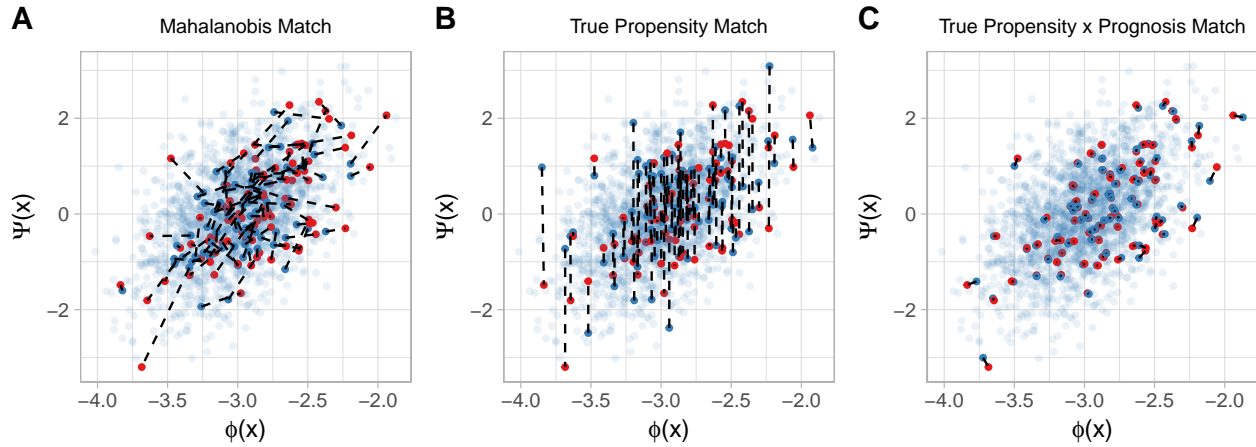 A
Mahalanobis Match
Ψ(x)
2
0
−2
−4.0 −3.5 −3.0 −2.5 −2.0
ϕ(x)
B
True Propensity Match
Ψ(x)
2
0
−2
−4.0 −3.5 −3.0 −2.5 −2.0
ϕ(x)
C
True Propensity x Prognosis Match
Ψ(x)
2
0
−2
−4.0 −3.5 −3.0 −2.5 −2.0
ϕ(x)